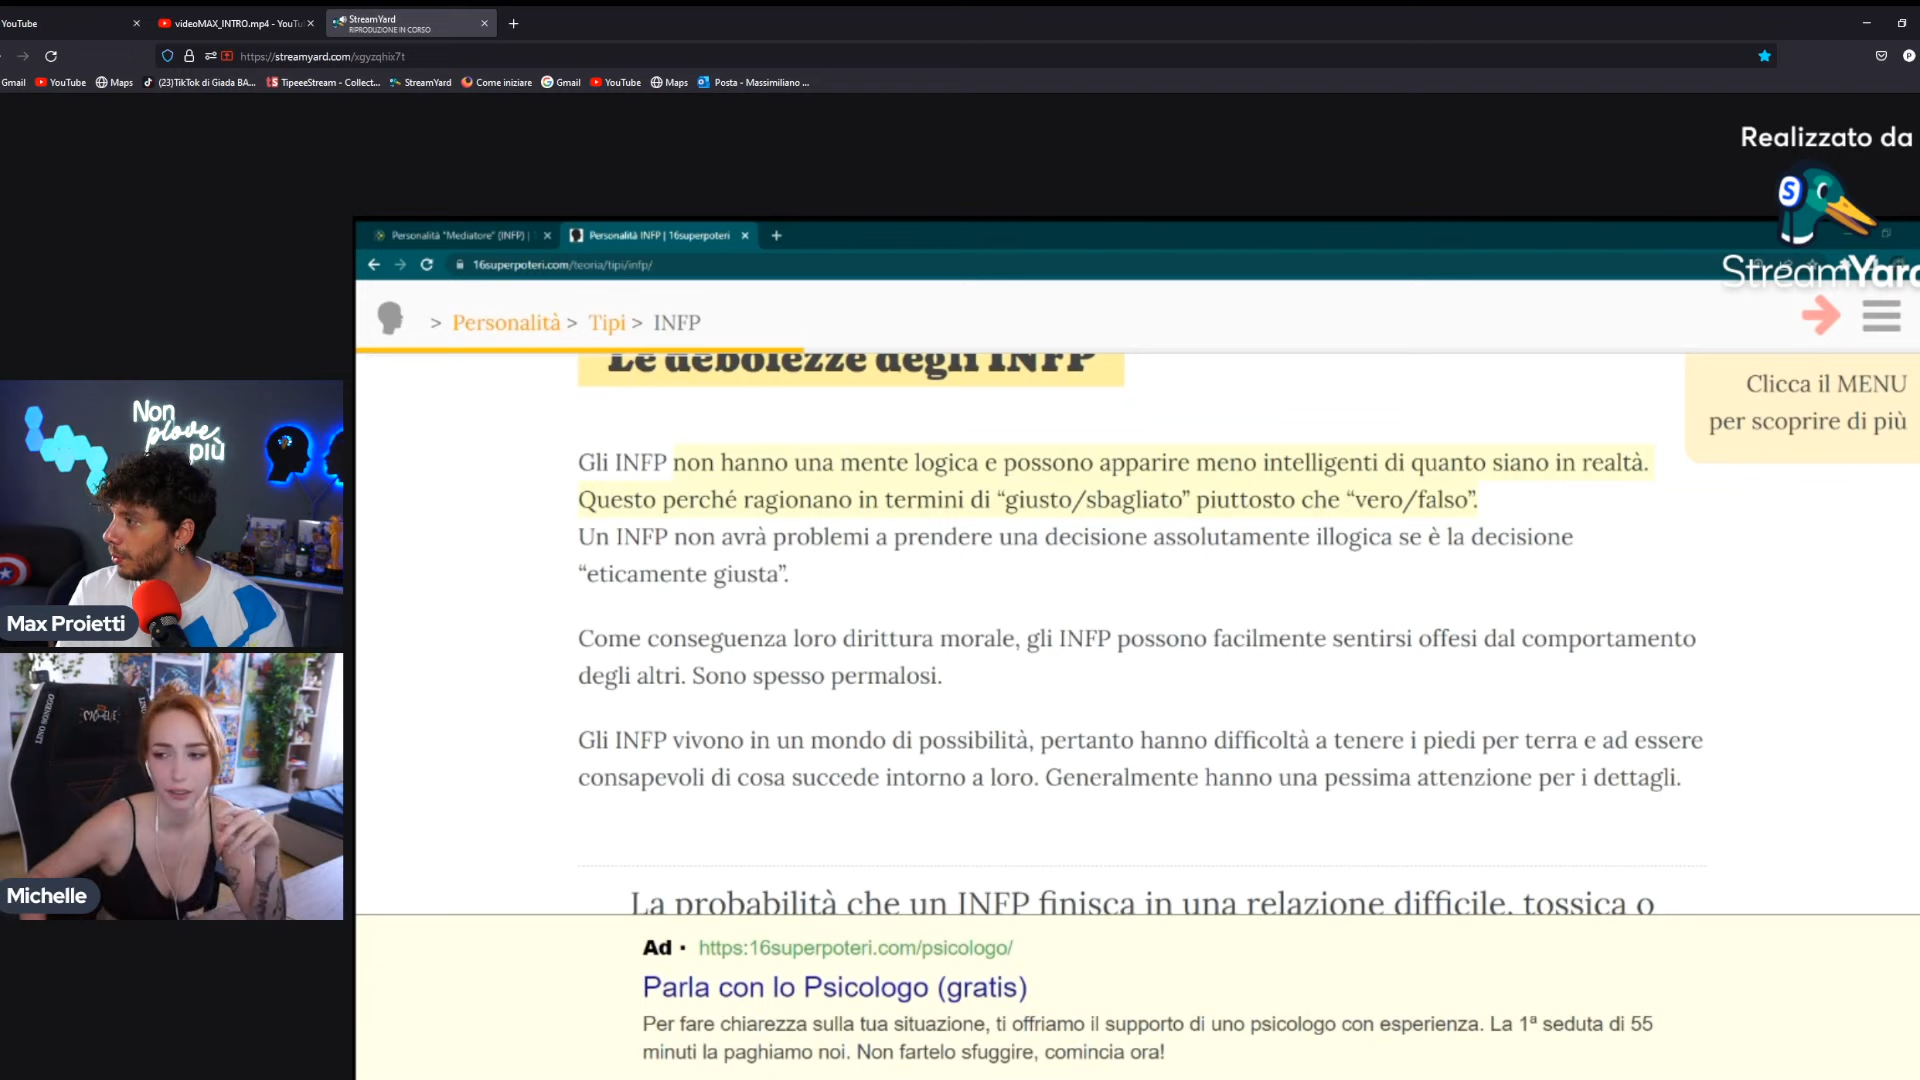 YouTube
videoMAX_INTRO.mp4 - YouTu
StreamYard
RIPRODUZIONE IN CORSO
https://streamyard.com/xgyzqhix7t
Gmail
YouTube
Maps
(23)TikTok di Giada BA...
TipeeeStream - Collect...
StreamYard
Come iniziare
Gmail
YouTube
Maps
Posta - Massimiliano ...
Realizzato da
StreamYard
Personalità "Mediatore" (INFP) |
Personalità INFP | 16superpoteri
16superpoteri.com/teoria/tipi/infp/
> Personalità > Tipi > INFP
Le debolezze degli INFP
Clicca il MENU
per scoprire di più
Gli INFP non hanno una mente logica e possono apparire meno intelligenti di quanto siano in realtà.
Questo perché ragionano in termini di “giusto/sbagliato” piuttosto che “vero/falso”.
Un INFP non avrà problemi a prendere una decisione assolutamente illogica se è la decisione
“eticamente giusta”.
Come conseguenza loro dirittura morale, gli INFP possono facilmente sentirsi offesi dal comportamento
degli altri. Sono spesso permalosi.
Gli INFP vivono in un mondo di possibilità, pertanto hanno difficoltà a tenere i piedi per terra e ad essere
consapevoli di cosa succede intorno a loro. Generalmente hanno una pessima attenzione per i dettagli.
La probabilità che un INFP finisca in una relazione difficile, tossica o
Ad · https:16superpoteri.com/psicologo/
Parla con lo Psicologo (gratis)
Per fare chiarezza sulla tua situazione, ti offriamo il supporto di uno psicologo con esperienza. La 1ª seduta di 55
minuti la paghiamo noi. Non fartelo sfuggire, comincia ora!
Non
piove
più
Max Proietti
LINO SONEGO
Michelle